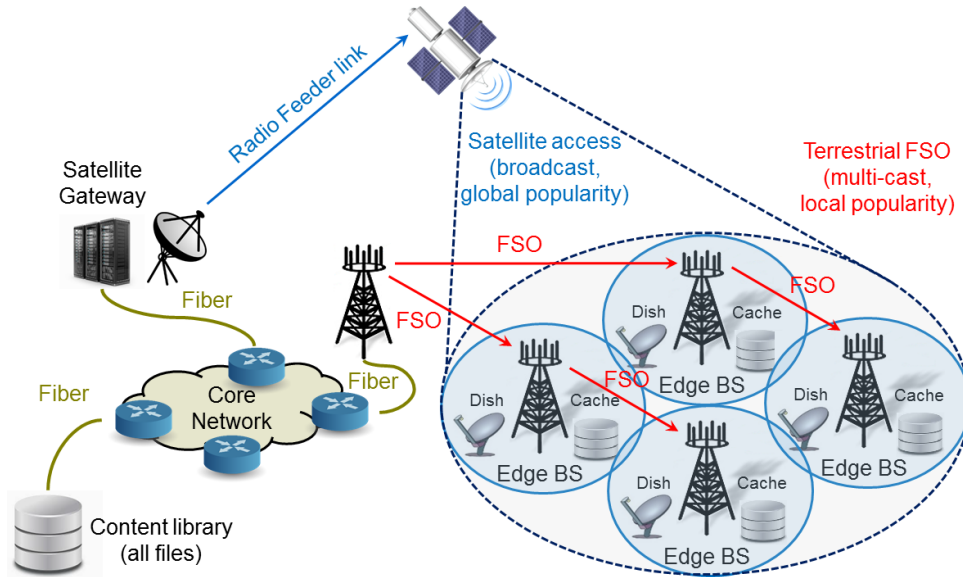 Radio Feeder link
Satellite
Gateway
Satellite access
(broadcast,
global popularity)
Terrestrial FSO
(multi-cast,
local popularity)
FSO
FSO
FSO
FSO
Fiber
Fiber
Fiber
Core
Network
Content library
(all files)
Dish
Cache
Edge BS
Dish
Cache
Edge BS
Dish
Cache
Edge BS
Dish
Cache
Edge BS